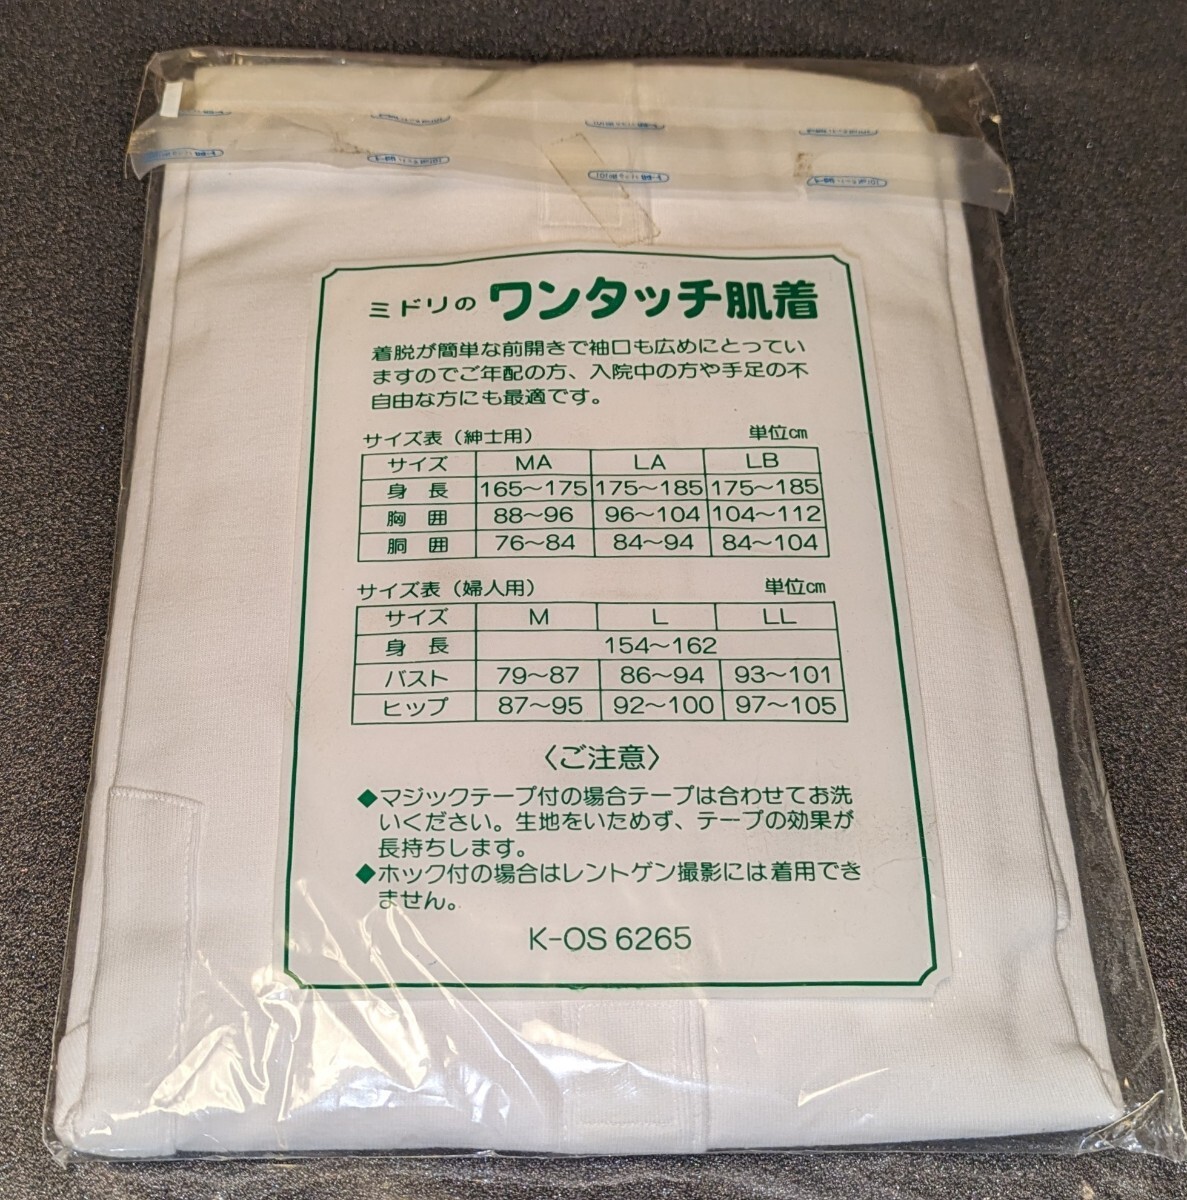 ミドリの ワンタッチ肌着
着脱が簡単な前開きで袖口も広めにとってい
ますのでご年配の方、入院中の方や手足の不
自由な方にも最適です。
サイズ表（紳士用） 単位cm
サイズ MA LA LB
身長 165～175 175～185 175～185
胸囲 88～96 96～104 104～112
胴囲 76～84 84～94 84～104
サイズ表（婦人用） 単位cm
サイズ M L LL
身長 154～162
バスト 79～87 86～94 93～101
ヒップ 87～95 92～100 97～105
〈ご注意〉
◆マジックテープ付の場合テープは合わせてお洗
いください。生地をいためず、テープの効果が
長持ちします。
◆ホック付の場合はレントゲン撮影には着用でき
ません。
K-OS 6265